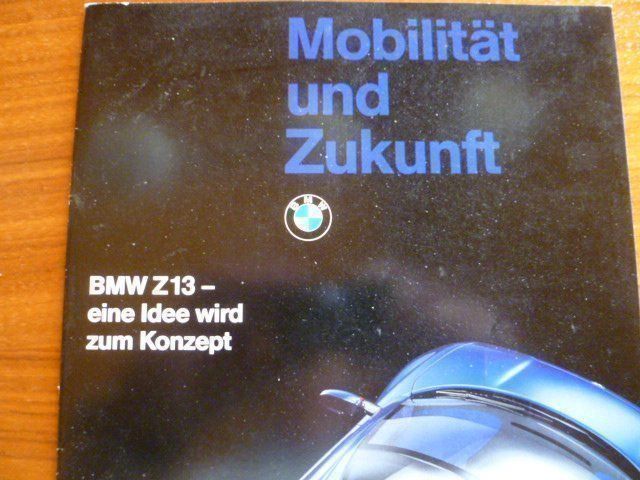 Mobilität
und
Zukunft
BMW
BMW Z13 –
eine Idee wird
zum Konzept